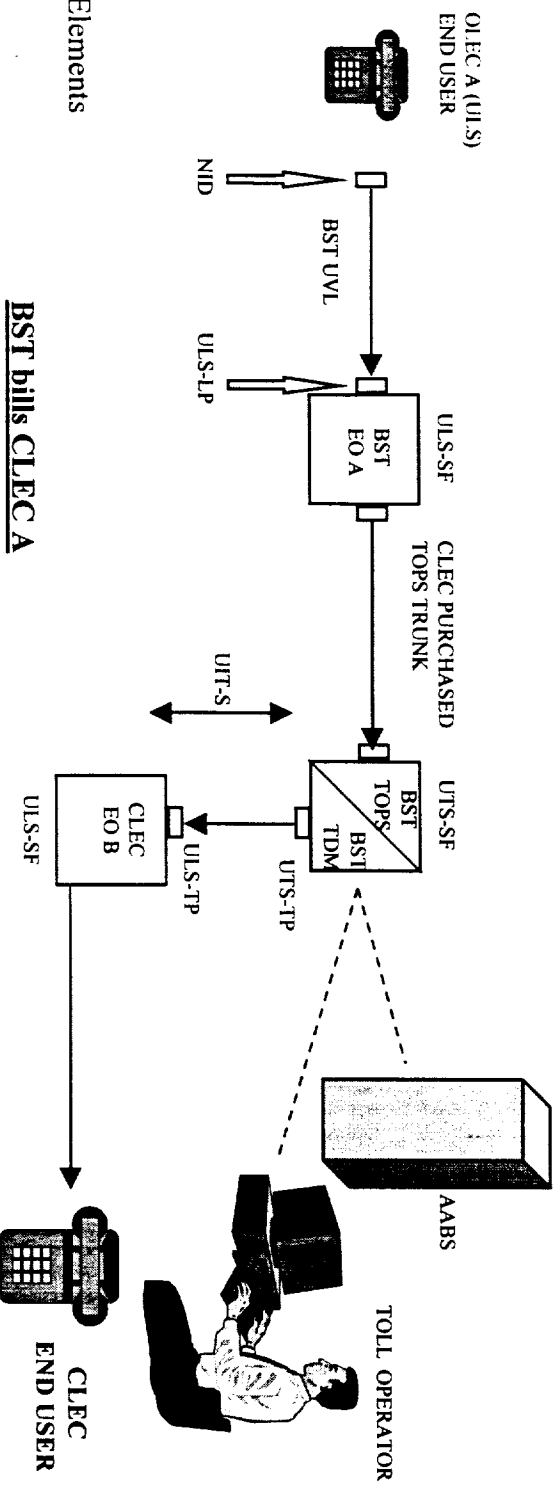 OLEC A (ULS)
END USER
NID
BST UVL
ULS-LP
ULS-SF
BST
EO A
CLEC PURCHASED
TOPS TRUNK
UTS-SF
BST
TOPS
BST
TDM
UTS-TP
UIT-S
ULS-TP
CLEC
EO B
ULS-SF
AABS
TOLL OPERATOR
CLEC
END USER
Elements
BST bills CLEC A